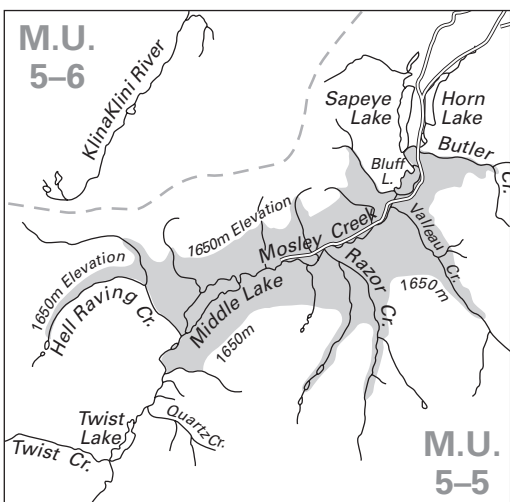 M.U.
5–6
KlinaKlini River
Sapeye
Lake
Horn
Lake
Bluff
L.
Butler
Cr.
1650m Elevation
Mosley Creek
Valleau Cr.
1650m Elevation
Hell Raving Cr.
Middle Lake
Razor Cr.
1650m
1650m
Twist
Lake
Quartz Cr.
Twist Cr.
M.U.
5–5